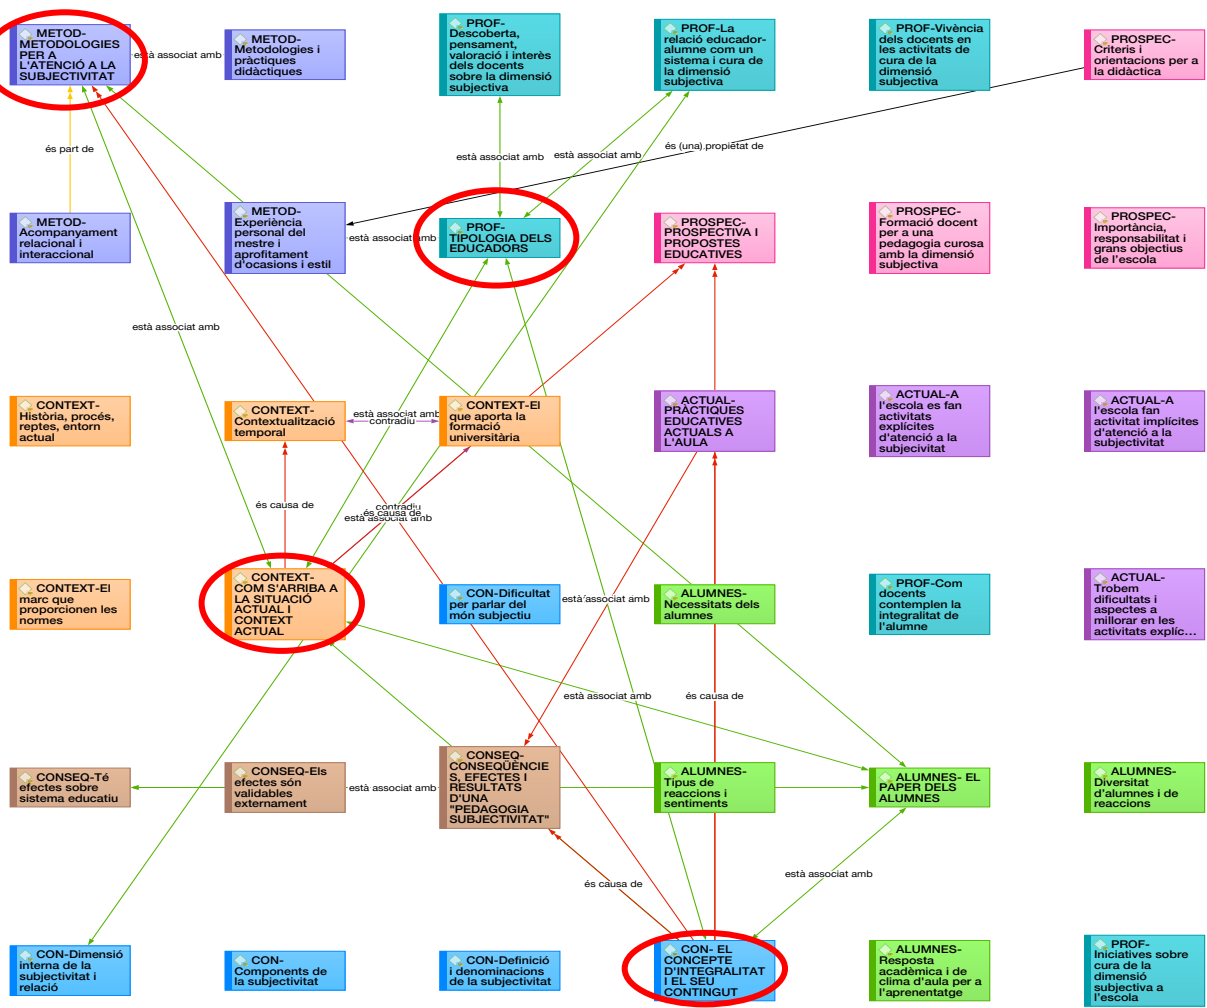 METOD-
METODOLOGIES
PER A
L'ATENCIÓ A LA
SUBJECTIVITAT
està associat amb
METOD-
Metodologies i
pràctiques
didàctiques
PROF-
Descoberta,
pensament,
valoració i interès
dels docents
sobre la dimensió
subjectiva
PROF-La
relació educador-
alumne com un
sistema i cura de
la dimensió
subjectiva
PROF-Vivència
dels docents en
les activitats de
cura de la
dimensió
subjectiva
PROSPEC-
Criteris i
orientacions per a
la didàctica
és part de
està associat amb
està associat amb
és (una) propietat de
METOD-
Acompanyament
relacional i
interaccional
METOD-
Experiència
personal del
mestre i
aprofitament
d'ocasions i estil
està associat amb
PROF-
TIPOLOGIA DELS
EDUCADORS
PROSPEC-
PROSPECTIVA I
PROPOSTES
EDUCATIVES
PROSPEC-
Formació docent
per a una
pedagogia curosa
amb la dimensió
subjectiva
PROSPEC-
Importància,
responsabilitat i
grans objectius
de l'escola
està associat amb
CONTEXT-
Història, procés,
reptes, entorn
actual
CONTEXT-
Contextualització
temporal
està associat amb
contradiu
CONTEXT-El
que aporta la
formació
universitària
ACTUAL-
PRÀCTIQUES
EDUCATIVES
ACTUALS A
L'AULA
ACTUAL-A
l'escola es fan
activitats
explícites
d'atenció a la
subjecivitat
ACTUAL-A
l'escola fan
activitat implícites
d'atenció a la
subjectivitat
és causa de
contradiu
és causa de
està associat amb
CONTEXT-El
marc que
proporcionen les
normes
CONTEXT-
COM S'ARRIBA A
LA SITUACIÓ
ACTUAL I
CONTEXT
ACTUAL
CON-Dificultat
per parlar del
món subjectiu
està associat amb
ALUMNES-
Necessitats dels
alumnes
PROF-Com
docents
contemplen la
integralitat de
l'alumne
ACTUAL-
Trobem
dificultats i
aspectes a
millorar en les
activitats explíc...
està associat amb
és causa de
CONSEQ-Té
efectes sobre
sistema educatiu
CONSEQ-Els
efectes són
validables
externament
està associat amb
CONSEQ-
CONSEQÜÈNCIE
S, EFECTES I
RESULTATS
D'UNA
"PEDAGOGIA
SUBJECTIVITAT"
ALUMNES-
Tipus de
reaccions i
sentiments
ALUMNES- EL
PAPER DELS
ALUMNES
ALUMNES-
Diversitat
d'alumnes i de
reaccions
és causa de
està associat amb
CON-Dimensió
interna de la
subjectivitat i
relació
CON-
Components de
la subjectivitat
CON-Definició
i denominacions
de la subjectivitat
CON- EL
CONCEPTE
D'INTEGRALITAT
I EL SEU
CONTINGUT
ALUMNES-
Resposta
acadèmica i de
clima d'aula per a
l'aprenentatge
PROF-
Iniciatives sobre
cura de la
dimensió
subjectiva a
l'escola